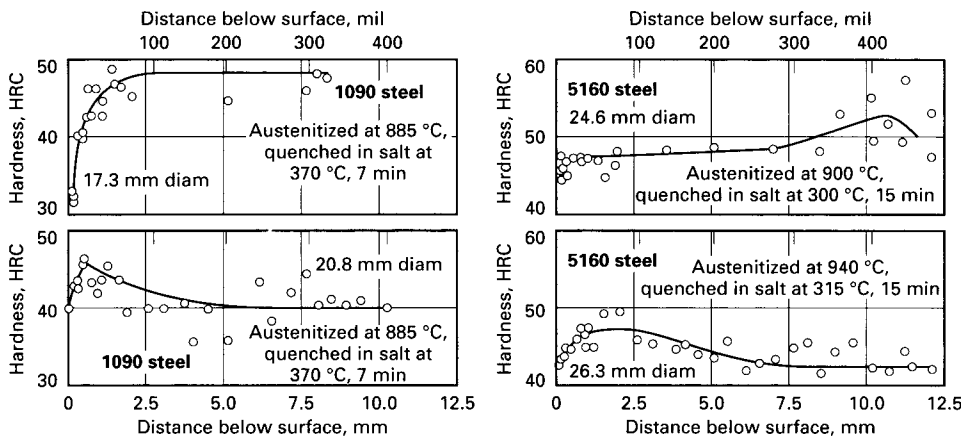 Distance below surface, mil
0 100 200 300 400
Hardness, HRC
50
40
30
1090 steel
Austenitized at 885 °C,
quenched in salt at
370 °C, 7 min
17.3 mm diam
Hardness, HRC
50
40
30
20.8 mm diam
1090 steel
Austenitized at 885 °C,
quenched in salt at
370 °C, 7 min
0 2.5 5.0 7.5 10.0 12.5
Distance below surface, mm
Distance below surface, mil
0 100 200 300 400
Hardness, HRC
60
50
40
5160 steel
24.6 mm diam
Austenitized at 900 °C,
quenched in salt at 300 °C, 15 min
Hardness, HRC
60
50
40
5160 steel
Austenitized at 940 °C,
quenched in salt at 315 °C, 15 min
26.3 mm diam
0 2.5 5.0 7.5 10.0 12.5
Distance below surface, mm